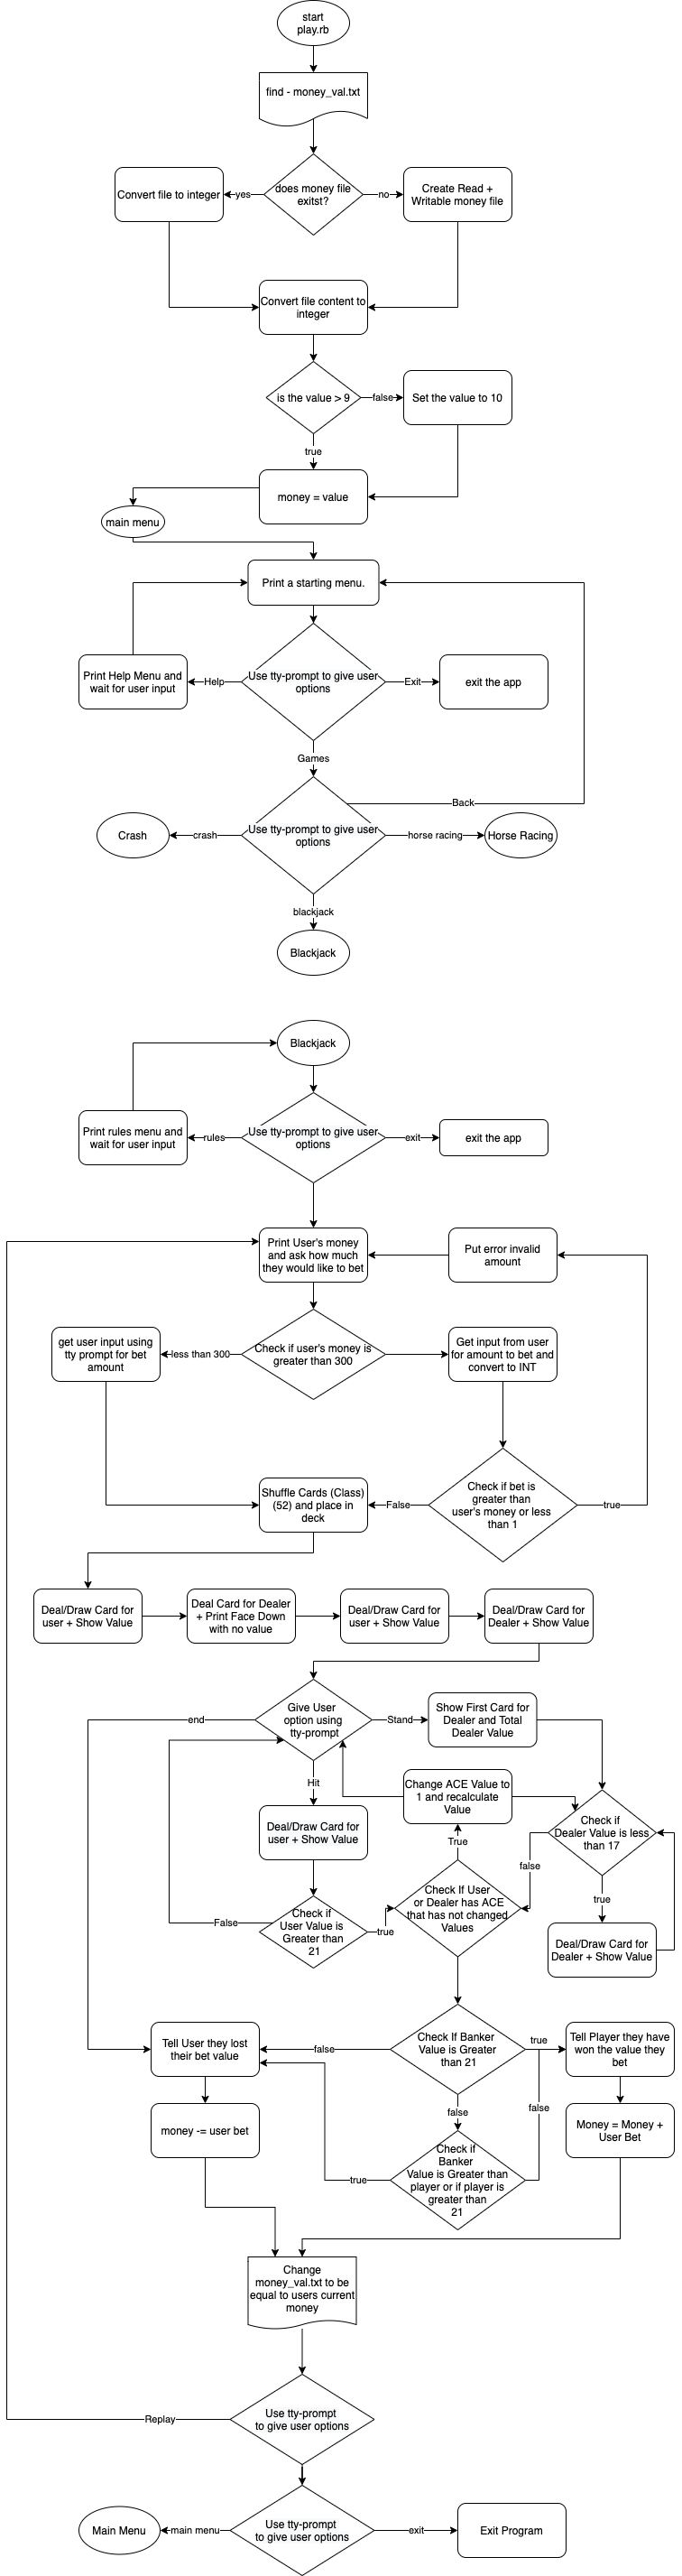 start
play.rb
find - money_val.txt
does money file
exitst?
yes
no
Convert file to integer
Create Read +
Writable money file
Convert file content to
integer
is the value > 9
false
Set the value to 10
true
money = value
main menu
Print a starting menu.
Print Help Menu and
wait for user input
Help
Use tty-prompt to give user
options
Exit
exit the app
Games
Back
Crash
crash
Use tty-prompt to give user
options
horse racing
Horse Racing
blackjack
Blackjack
Blackjack
Print rules menu and
wait for user input
rules
Use tty-prompt to give user
options
exit
exit the app
Print User's money
and ask how much
they would like to bet
Put error invalid
amount
get user input using
tty prompt for bet
amount
less than 300
Check if user's money is
greater than 300
Get input from user
for amount to bet and
convert to INT
Shuffle Cards (Class)
(52) and place in
deck
False
Check if bet is
greater than
user's money or less
than 1
true
Deal/Draw Card for
user + Show Value
Deal Card for Dealer
+ Print Face Down
with no value
Deal/Draw Card for
user + Show Value
Deal/Draw Card for
Dealer + Show Value
end
Give User
option using
tty-prompt
Stand
Show First Card for
Dealer and Total
Dealer Value
Hit
Change ACE Value to
1 and recalculate
Value
Deal/Draw Card for
user + Show Value
True
Check if
Dealer Value is less
than 17
false
true
False
Check if
User Value is
Greater than
21
true
Check If User
or Dealer has ACE
that has not changed
Values
Deal/Draw Card for
Dealer + Show Value
Tell User they lost
their bet value
false
Check If Banker
Value is Greater
than 21
true
Tell Player they have
won the value they
bet
false
false
money -= user bet
Money = Money +
User Bet
true
Check if
Banker
Value is Greater than
player or if player is
greater than
21
Change
money_val.txt to be
equal to users current
money
Replay
Use tty-prompt
to give user options
Main Menu
main menu
Use tty-prompt
to give user options
exit
Exit Program